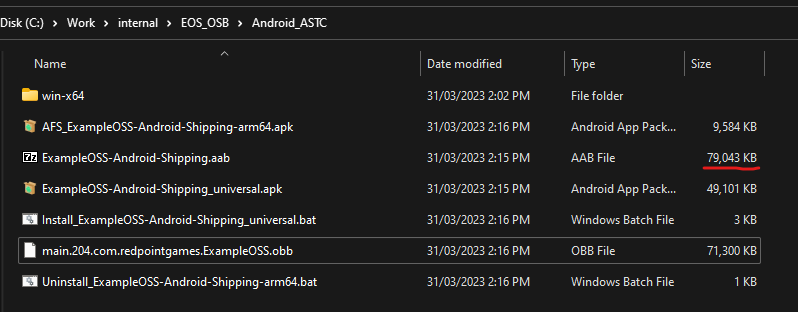 Disk (C:) > Work > internal > EOS_OSB > Android_ASTC
Name Date modified Type Size
win-x64 31/03/2023 2:02 PM File folder
AFS_ExampleOSS-Android-Shipping-arm64.apk 31/03/2023 2:16 PM Android App Pack... 9,584 KB
ExampleOSS-Android-Shipping.aab 31/03/2023 2:15 PM AAB File 79,043 KB
ExampleOSS-Android-Shipping_universal.apk 31/03/2023 2:15 PM Android App Pack... 49,101 KB
Install_ExampleOSS-Android-Shipping_universal.bat 31/03/2023 2:16 PM Windows Batch File 3 KB
main.204.com.redpointgames.ExampleOSS.obb 31/03/2023 2:16 PM OBB File 71,300 KB
Uninstall_ExampleOSS-Android-Shipping-arm64.bat 31/03/2023 2:16 PM Windows Batch File 1 KB